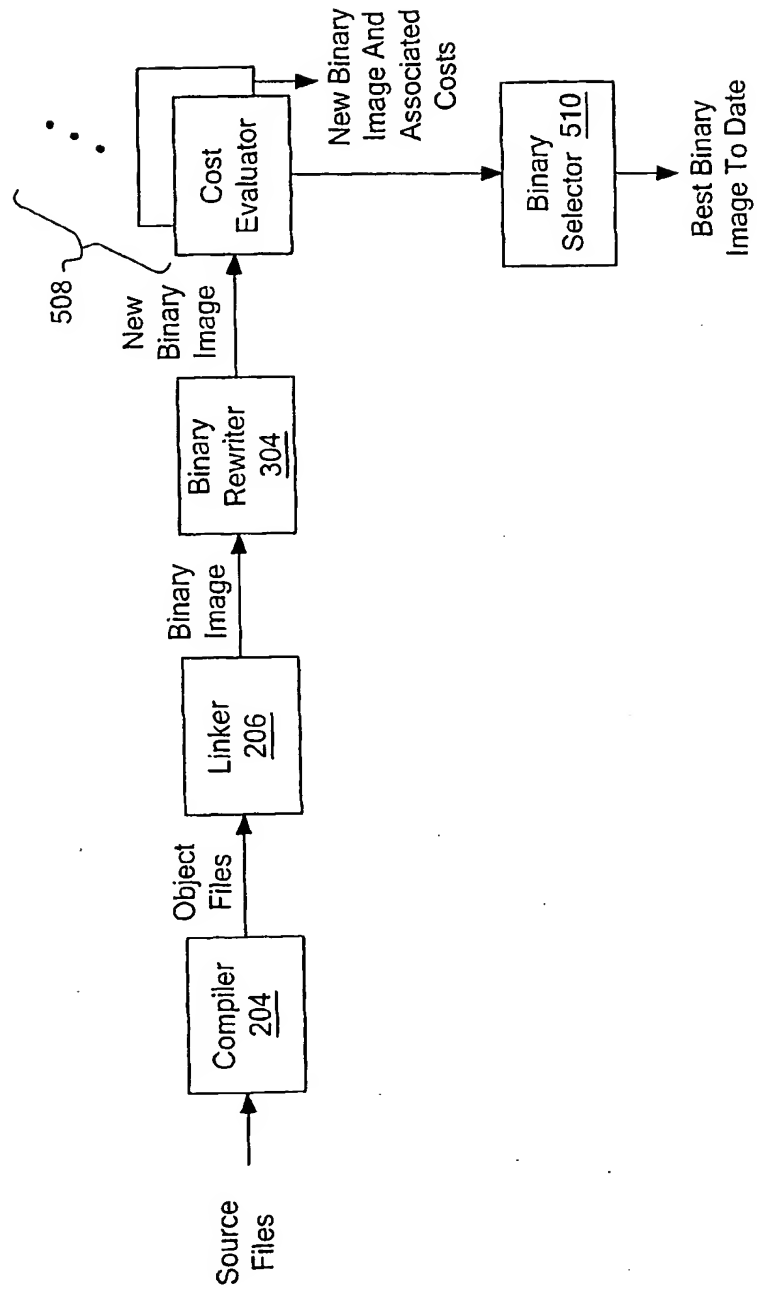 Source
Files
Compiler
204
Object
Files
Linker
206
Binary
Image
Binary
Rewriter
304
New
Binary
Image
508
Cost
Evaluator
New Binary
Image And
Associated
Costs
Binary
Selector 510
Best Binary
Image To Date